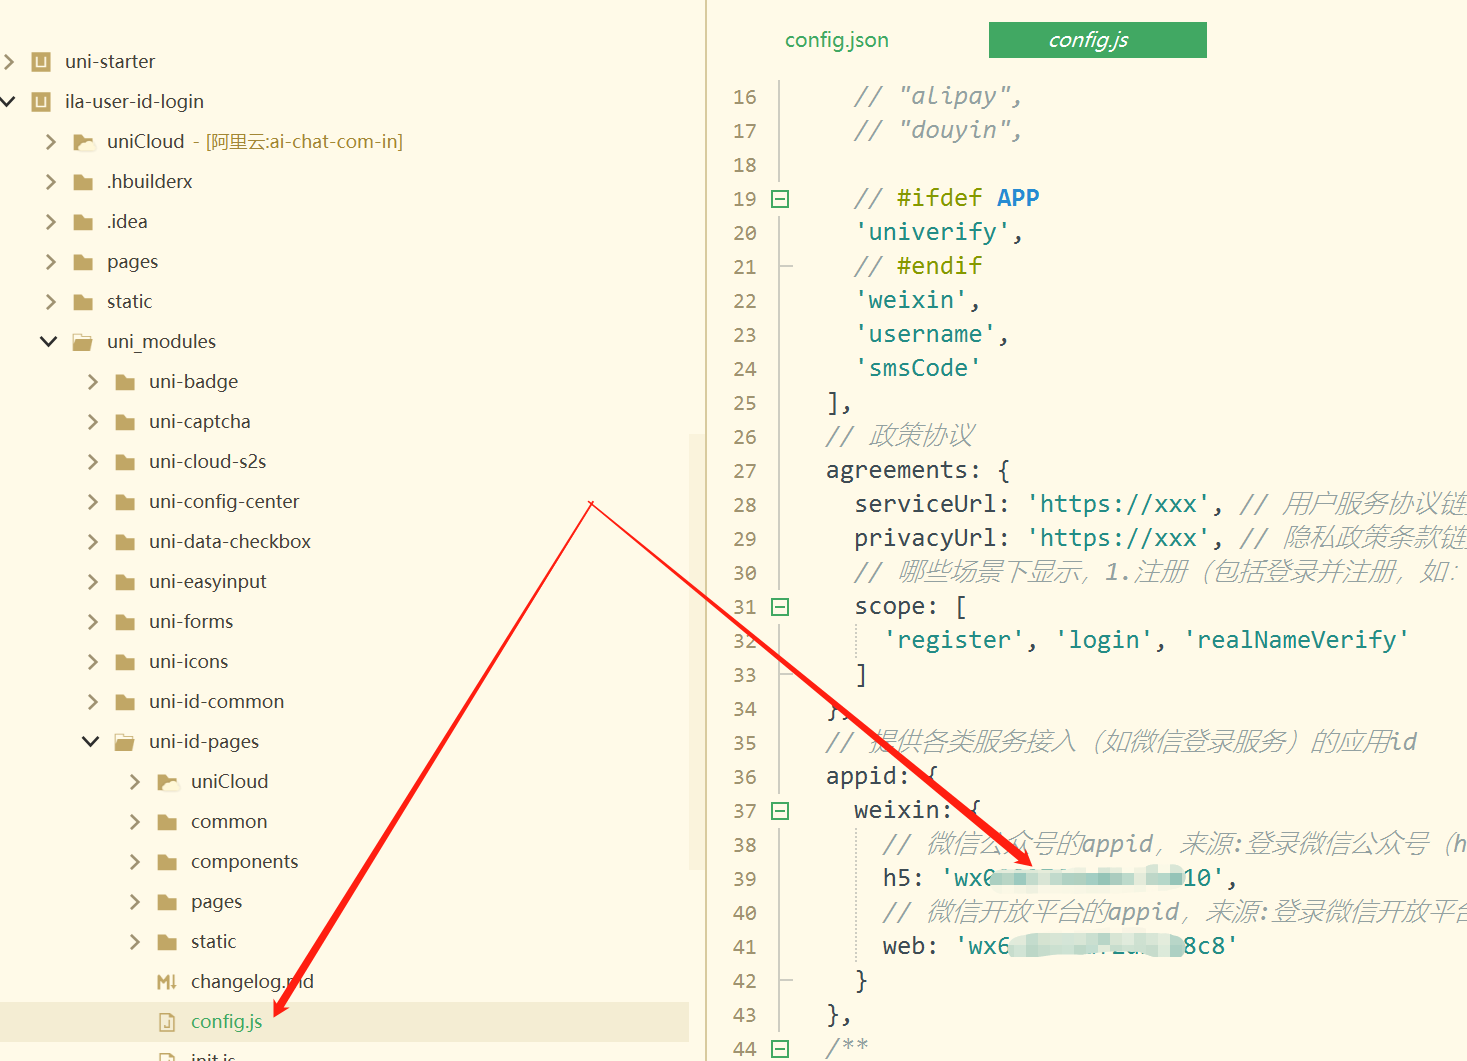 uni-starter
ila-user-id-login
uniCloud - [阿里云:ai-chat-com-in]
.hbuilderx
.idea
pages
static
uni_modules
uni-badge
uni-captcha
uni-cloud-s2s
uni-config-center
uni-data-checkbox
uni-easyinput
uni-forms
uni-icons
uni-id-common
uni-id-pages
uniCloud
common
components
pages
static
changelog.md
config.js
init.js
config.json
config.js
16 // "alipay",
17 // "douyin",
18
19 // #ifdef APP
20 'univerify',
21 // #endif
22 'weixin',
23 'username',
24 'smsCode'
25 ],
26 // 政策协议
27 agreements: {
28 serviceUrl: 'https://xxx', // 用户服务协议链
29 privacyUrl: 'https://xxx', // 隐私政策条款链
30 // 哪些场景下显示，1.注册（包括登录并注册，如：
31 scope: [
32 'register', 'login', 'realNameVerify'
33 ]
34 },
35 // 提供各类服务接入（如微信登录服务）的应用id
36 appid: {
37 weixin: {
38 // 微信公众号的appid，来源:登录微信公众号（h
39 h5: 'wx0 10',
40 // 微信开放平台的appid，来源:登录微信开放平台
41 web: 'wx6 8c8'
42 }
43 },
44 /**